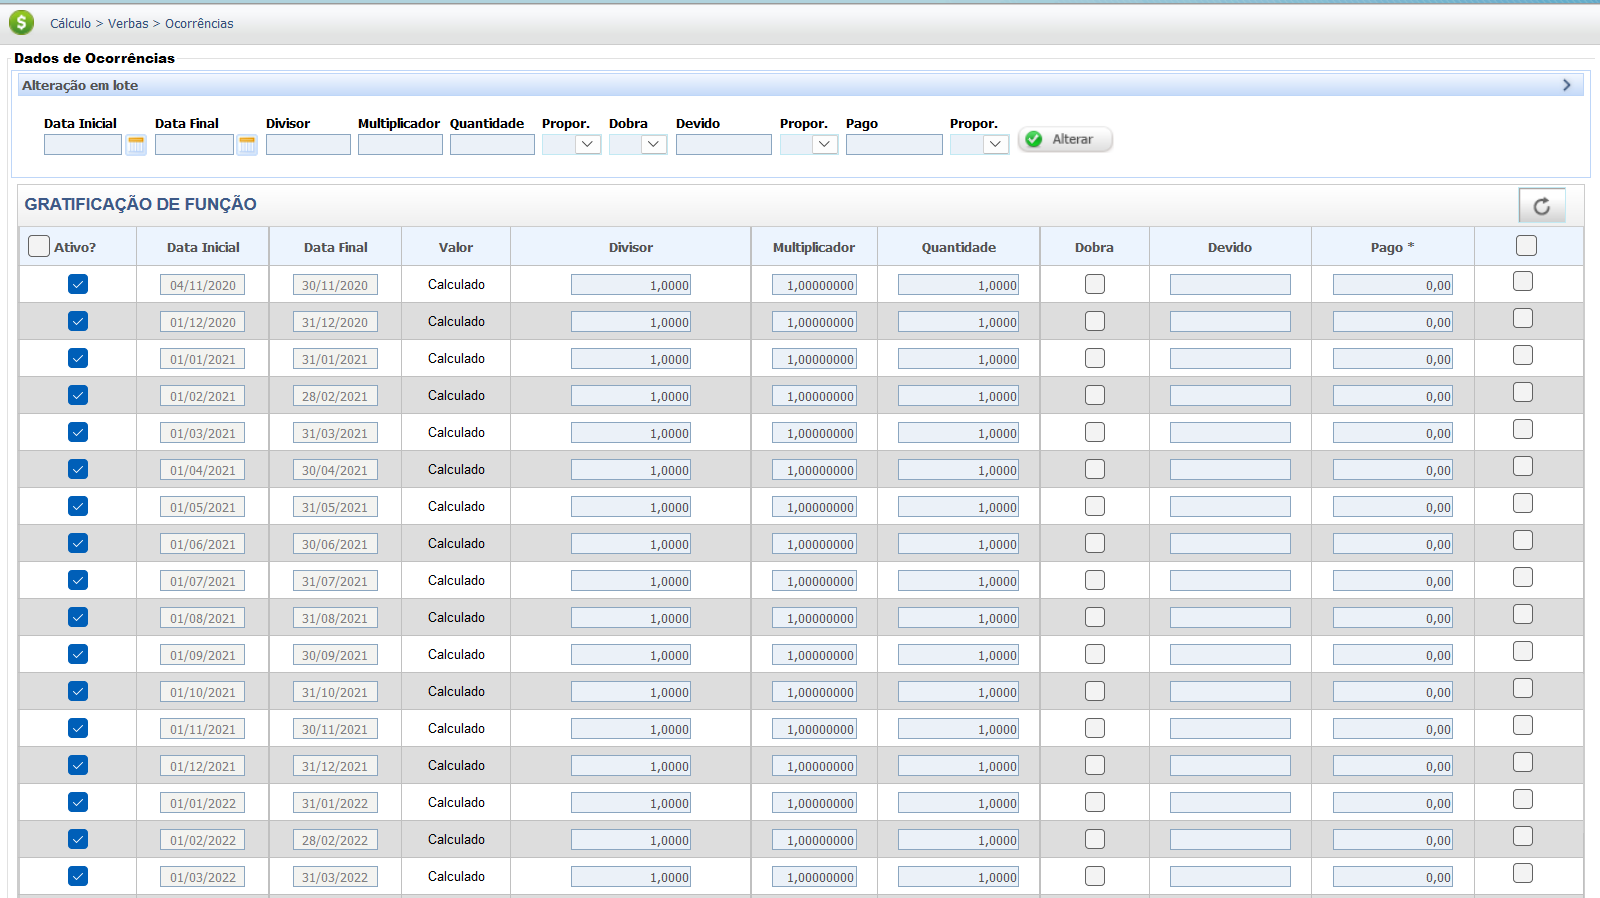 Cálculo > Verbas > Ocorrências
Dados de Ocorrências
Alteração em lote
Data Inicial Data Final Divisor Multiplicador Quantidade Propor. Dobra Devido Propor. Pago Propor.
Alterar
GRATIFICAÇÃO DE FUNÇÃO
Ativo? Data Inicial Data Final Valor Divisor Multiplicador Quantidade Dobra Devido Pago *
04/11/2020 30/11/2020 Calculado 1,0000 1,00000000 1,0000 0,00
01/12/2020 31/12/2020 Calculado 1,0000 1,00000000 1,0000 0,00
01/01/2021 31/01/2021 Calculado 1,0000 1,00000000 1,0000 0,00
01/02/2021 28/02/2021 Calculado 1,0000 1,00000000 1,0000 0,00
01/03/2021 31/03/2021 Calculado 1,0000 1,00000000 1,0000 0,00
01/04/2021 30/04/2021 Calculado 1,0000 1,00000000 1,0000 0,00
01/05/2021 31/05/2021 Calculado 1,0000 1,00000000 1,0000 0,00
01/06/2021 30/06/2021 Calculado 1,0000 1,00000000 1,0000 0,00
01/07/2021 31/07/2021 Calculado 1,0000 1,00000000 1,0000 0,00
01/08/2021 31/08/2021 Calculado 1,0000 1,00000000 1,0000 0,00
01/09/2021 30/09/2021 Calculado 1,0000 1,00000000 1,0000 0,00
01/10/2021 31/10/2021 Calculado 1,0000 1,00000000 1,0000 0,00
01/11/2021 30/11/2021 Calculado 1,0000 1,00000000 1,0000 0,00
01/12/2021 31/12/2021 Calculado 1,0000 1,00000000 1,0000 0,00
01/01/2022 31/01/2022 Calculado 1,0000 1,00000000 1,0000 0,00
01/02/2022 28/02/2022 Calculado 1,0000 1,00000000 1,0000 0,00
01/03/2022 31/03/2022 Calculado 1,0000 1,00000000 1,0000 0,00